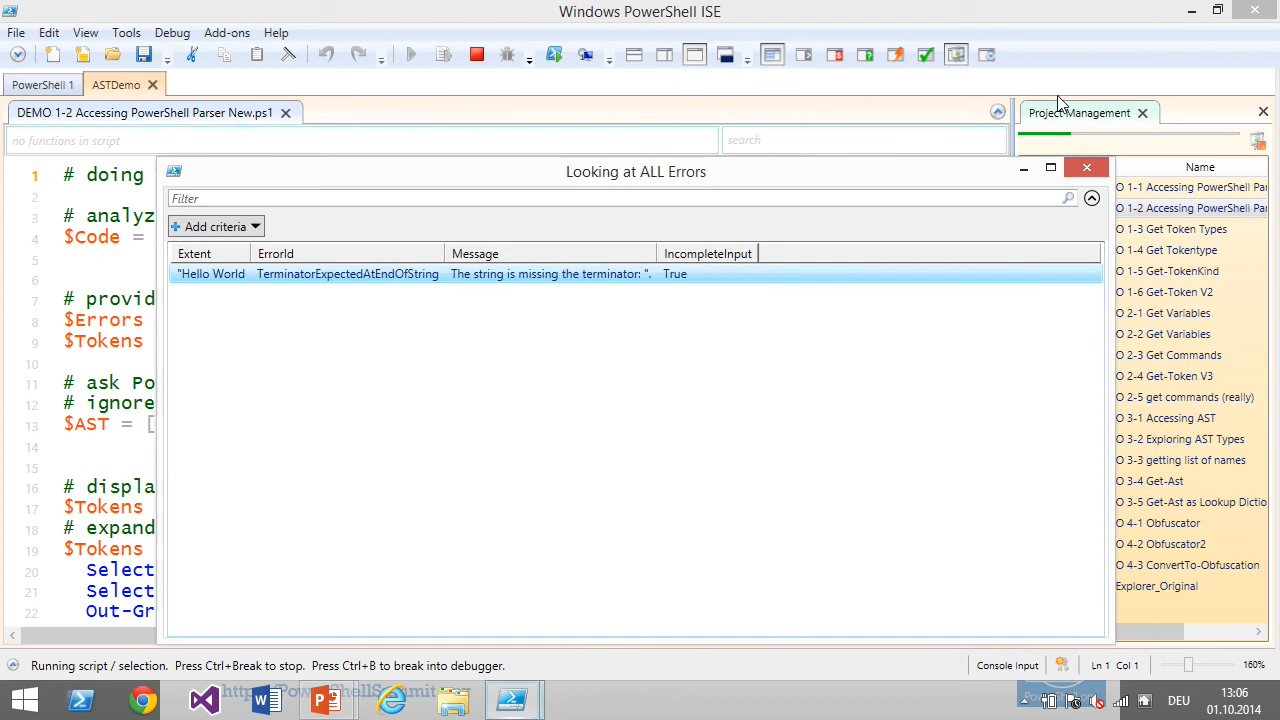 Windows PowerShell ISE
File Edit View Tools Debug Add-ons Help
PowerShell 1 ASTDemo
DEMO 1-2 Accessing PowerShell Parser New.ps1
Project Management
no functions in script
search
Looking at ALL Errors
Filter
Add criteria
Extent ErrorId Message IncompleteInput
"Hello World TerminatorExpectedAtEndOfString The string is missing the terminator: ". True
1 # doing
2
3 # analyz
4 $Code =
6
7 # provid
8 $Errors
9 $Tokens
10
11 # ask Po
12 # ignore
13 $AST = [
14
15
16 # displa
17 $Tokens
18 # expand
19 $Tokens
20 Select
21 Select
22 Out-Gr
Name
O 1-1 Accessing PowerShell Par
O 1-2 Accessing PowerShell Par
O 1-3 Get Token Types
O 1-4 Get Tokentype
O 1-5 Get-TokenKind
O 1-6 Get-Token V2
O 2-1 Get Variables
O 2-2 Get Variables
O 2-3 Get Commands
O 2-4 Get-Token V3
O 2-5 get commands (really)
O 3-1 Accessing AST
O 3-2 Exploring AST Types
O 3-3 getting list of names
O 3-4 Get-Ast
O 3-5 Get-Ast as Lookup Dictio
O 4-1 Obfuscator
O 4-2 Obfuscator2
O 4-3 ConvertTo-Obfuscation
Explorer_Original
Running script / selection. Press Ctrl+Break to stop. Press Ctrl+B to break into debugger.
Console Input
Ln 1 Col 1
160%
DEU
13:06
01.10.2014